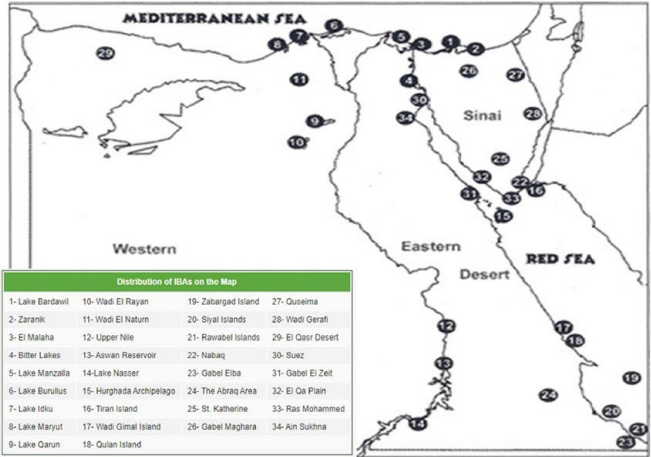 MEDITERRANEAN SEA
6
7
5
8
3
1
2
29
26
27
11
4
30
28
9
34
Sinai
10
25
32
22
16
31
33
15
Western
Eastern
RED SEA
Desert
12
17
18
13
19
24
20
14
21
23
Distribution of IBAs on the Map
1- Lake Bardawil 10- Wadi El Rayan 19- Zabargad Island 27- Quseima
2- Zaranik 11- Wadi El Naturn 20- Siyal Islands 28- Wadi Gerafi
3- El Malaha 12- Upper Nile 21- Rawabel Islands 29- El Qasr Desert
4- Bitter Lakes 13- Aswan Reservoir 22- Nabaq 30- Suez
5- Lake Manzalla 14-Lake Nasser 23- Gabel Elba 31- Gabel El Zeit
6- Lake Burullus 15- Hurghada Archipelago 24- The Abraq Area 32- El Qa Plain
7- Lake Idku 16- Tiran Island 25- St. Katherine 33- Ras Mohammed
8- Lake Maryut 17- Wadi Gimal Island 26- Gabel Maghara 34- Ain Sukhna
9- Lake Qarun 18- Qulan Island